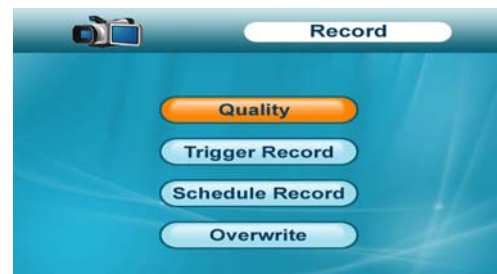 Record
Quality
Trigger Record
Schedule Record
Overwrite